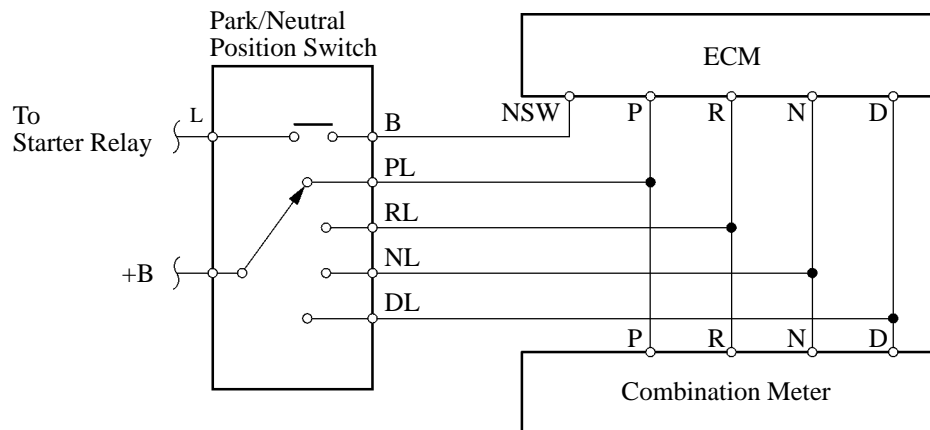 Park/Neutral
Position Switch
ECM
To
Starter Relay
L
B
NSW
P
R
N
D
PL
RL
NL
+B
DL
P
R
N
D
Combination Meter